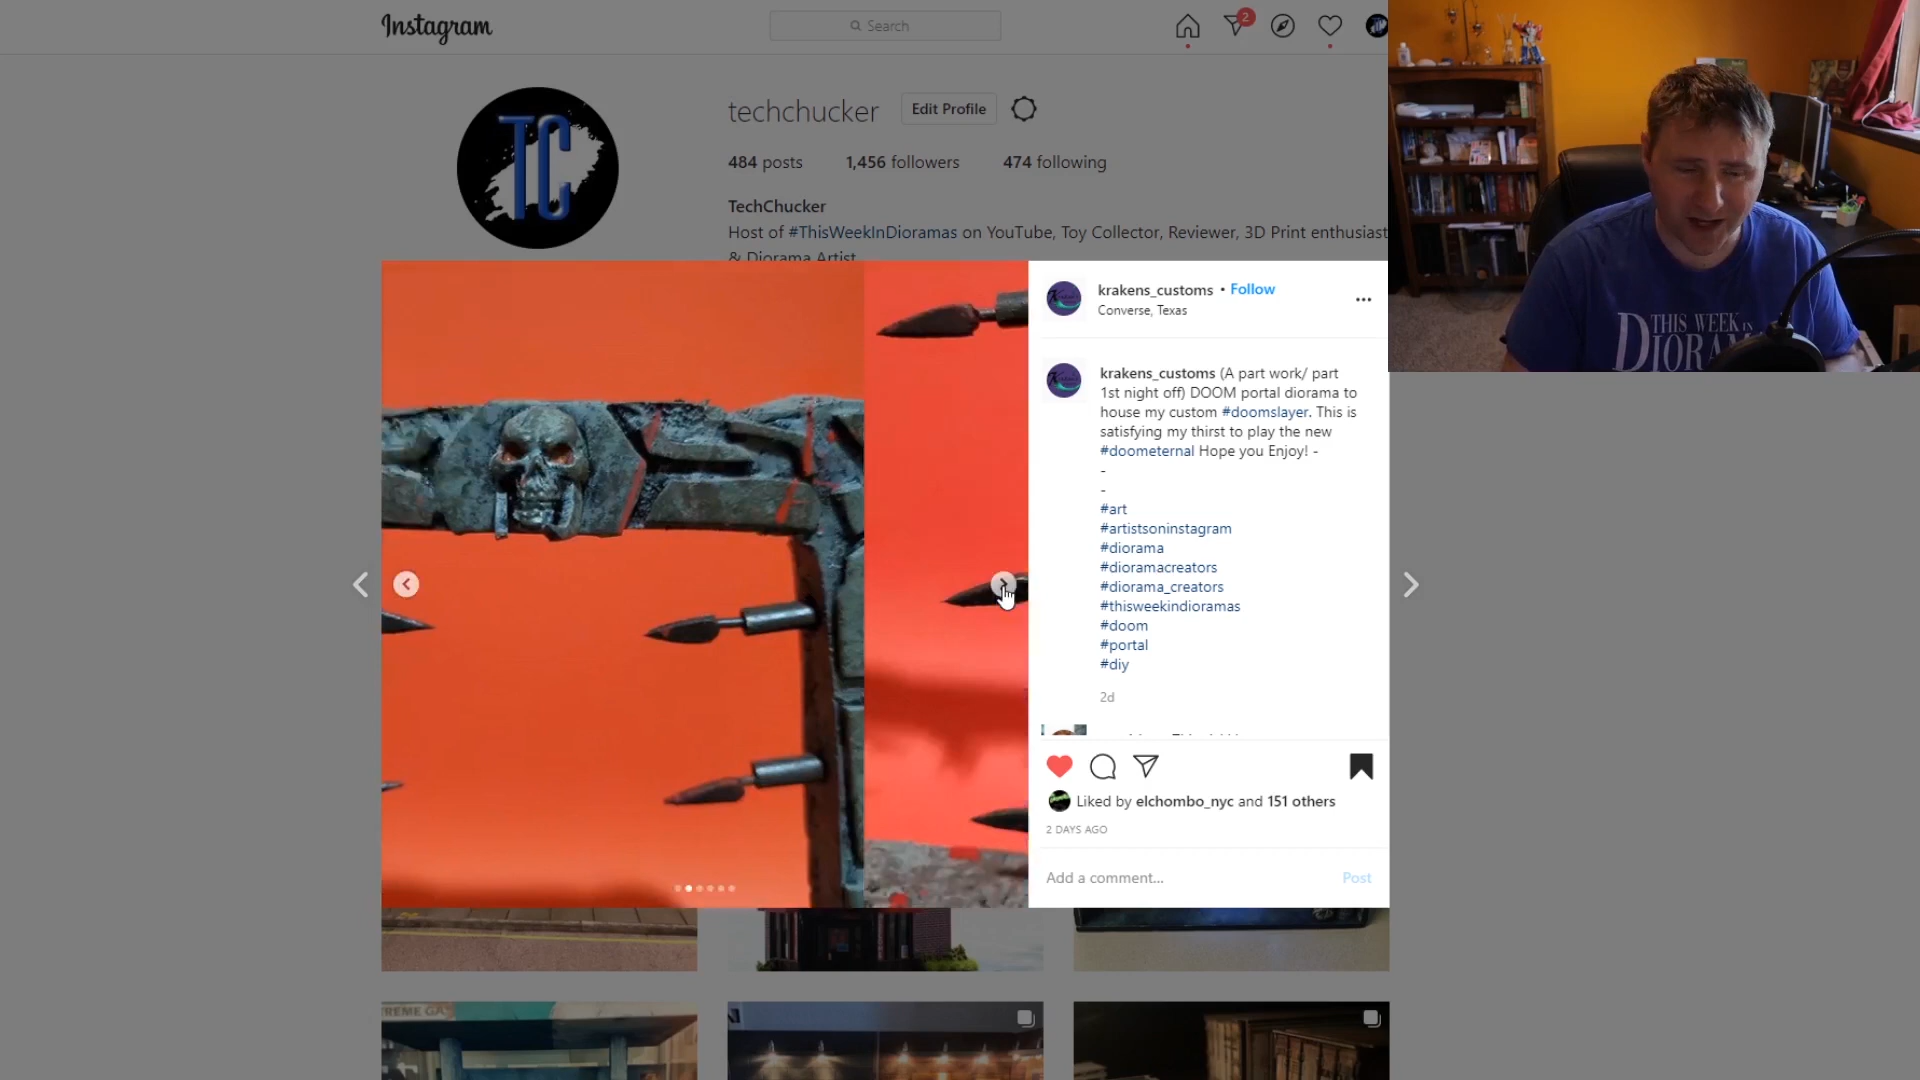 Instagram
Search
2
techchucker
Edit Profile
484 posts 1,456 followers 474 following
TechChucker
Host of #ThisWeekInDioramas on YouTube, Toy Collector, Reviewer, 3D Print enthusiast
& Diorama Artist
TC
THIS WEEK IN
krakens_customs • Follow
Converse, Texas
krakens_customs (A part work/ part
1st night off) DOOM portal diorama to
house my custom #doomslayer. This is
satisfying my thirst to play the new
#doometernal Hope you Enjoy! -
-
-
#art
#artistsoninstagram
#diorama
#dioramacreators
#diorama_creators
#thisweekindioramas
#doom
#portal
#diy
2d
Liked by elchombo_nyc and 151 others
2 DAYS AGO
Add a comment...
Post